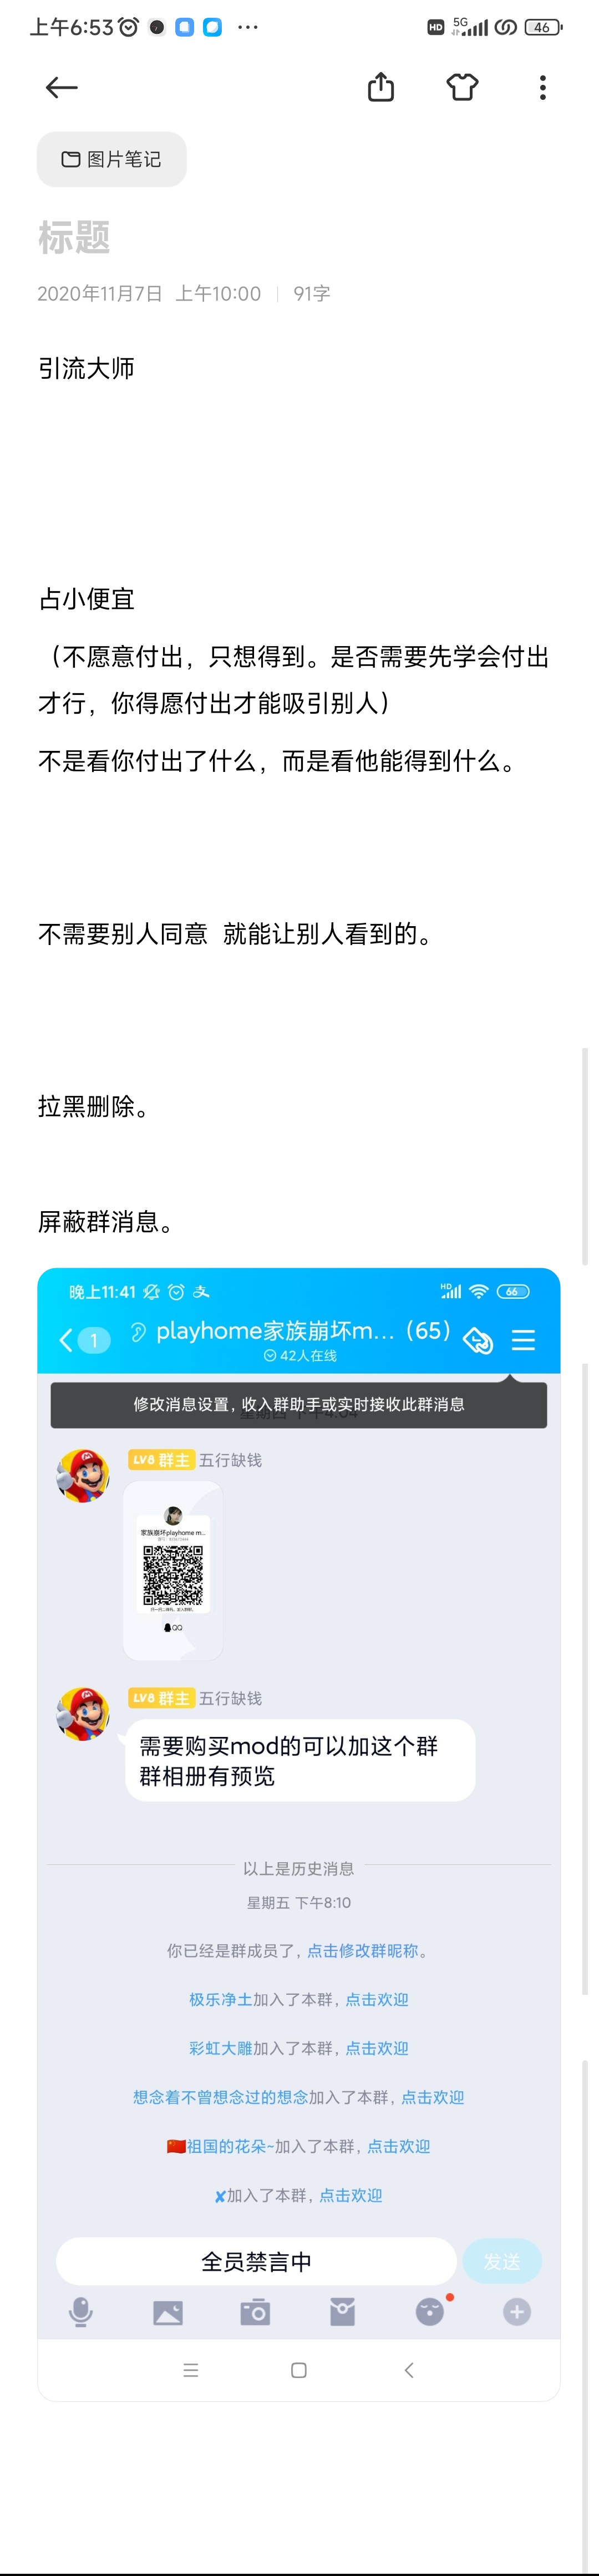 上午6:53
HD 5G 46
图片笔记
标题
2020年11月7日 上午10:00 | 91字
引流大师
占小便宜
（不愿意付出，只想得到。是否需要先学会付出
才行，你得愿付出才能吸引别人）
不是看你付出了什么，而是看他能得到什么。
不需要别人同意 就能让别人看到的。
拉黑删除。
屏蔽群消息。
晚上11:41 支 HD 66
1 playhome家族崩坏m...（65）
42人在线
修改消息设置，收入群助手或实时接收此群消息
LV8 群主 五行缺钱
家族崩坏playhome m...
QQ
LV8 群主 五行缺钱
需要购买mod的可以加这个群
群相册有预览
以上是历史消息
星期五 下午8:10
你已经是群成员了，点击修改群昵称。
极乐净土加入了本群，点击欢迎
彩虹大雕加入了本群，点击欢迎
想念着不曾想念过的想念加入了本群，点击欢迎
🇨🇳祖国的花朵~加入了本群，点击欢迎
✘加入了本群，点击欢迎
全员禁言中 发送